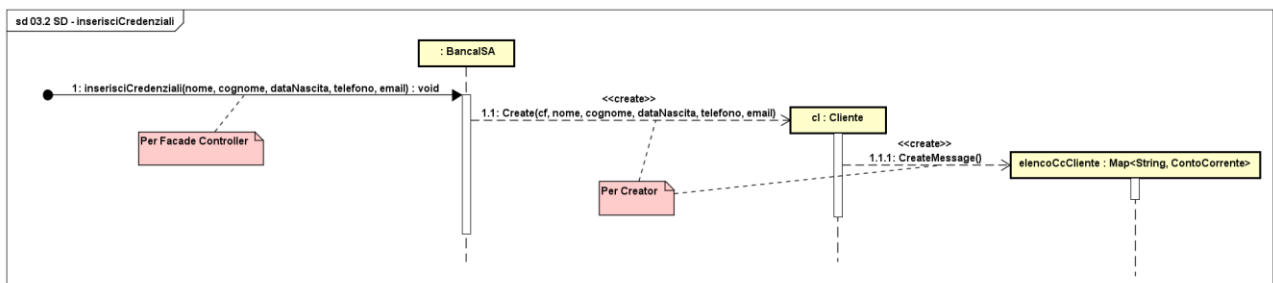 sd 03.2 SD - inserisciCredenziali
: BancaISA
1: inserisciCredenziali(nome, cognome, dataNascita, telefono, email) : void
<<create>>
1.1: Create(cf, nome, cognome, dataNascita, telefono, email)
cl : Cliente
Per Facade Controller
<<create>>
1.1.1: CreateMessage()
elencoCcCliente : Map<String, ContoCorrente>
Per Creator